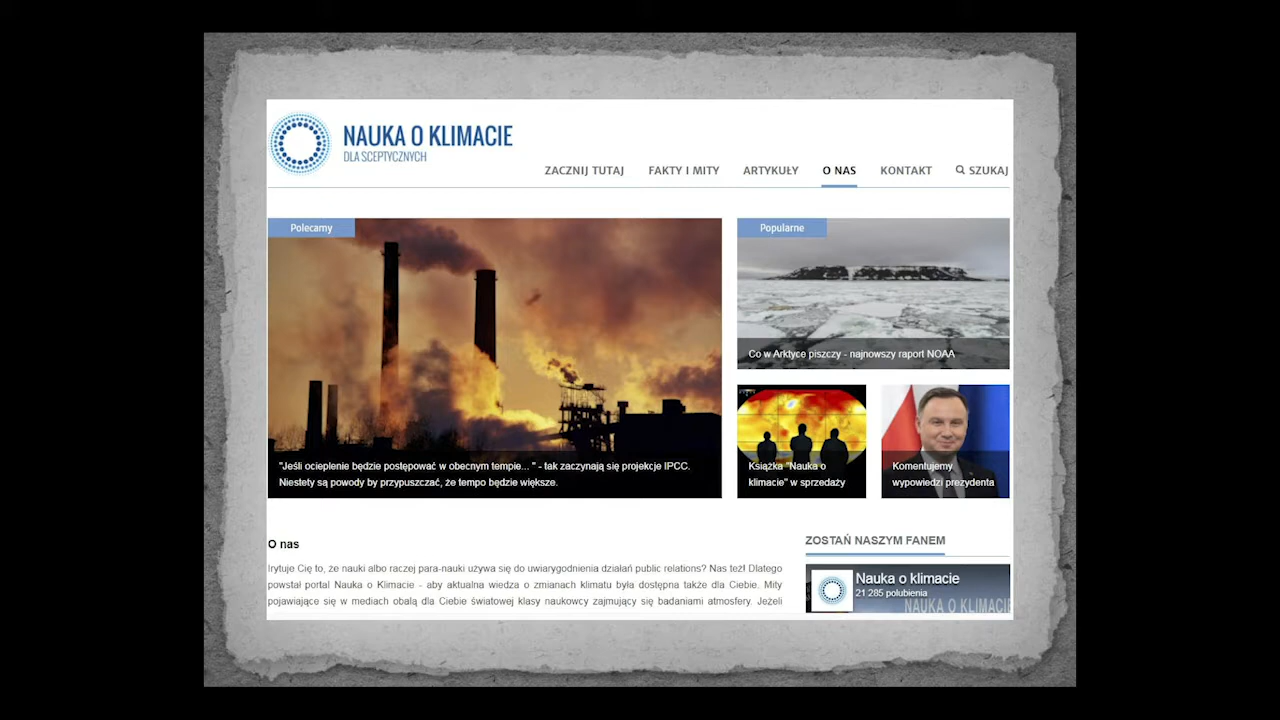 NAUKA O KLIMACIE
DLA SCEPTYCZNYCH
ZACZNIJ TUTAJ FAKTY I MITY ARTYKUŁY O NAS KONTAKT SZUKAJ
Polecamy
"Jeśli ocieplenie będzie postępować w obecnym tempie... " - tak zaczynają się projekcje IPCC.
Niestety są powody by przypuszczać, że tempo będzie większe.
Popularne
Co w Arktyce piszczy - najnowszy raport NOAA
Książka "Nauka o
klimacie" w sprzedaży
Komentujemy
wypowiedzi prezydenta
O nas
Irytuje Cię to, że nauki albo raczej para-nauki używa się do uwiarygodnienia działań public relations? Nas też! Dlatego
powstał portal Nauka o Klimacie - aby aktualna wiedza o zmianach klimatu była dostępna także dla Ciebie. Mity
pojawiające się w mediach obalą dla Ciebie światowej klasy naukowcy zajmujący się badaniami atmosfery. Jeżeli
ZOSTAŃ NASZYM FANEM
Nauka o klimacie
21 285 polubienia
NAUKA O KLIMACIE